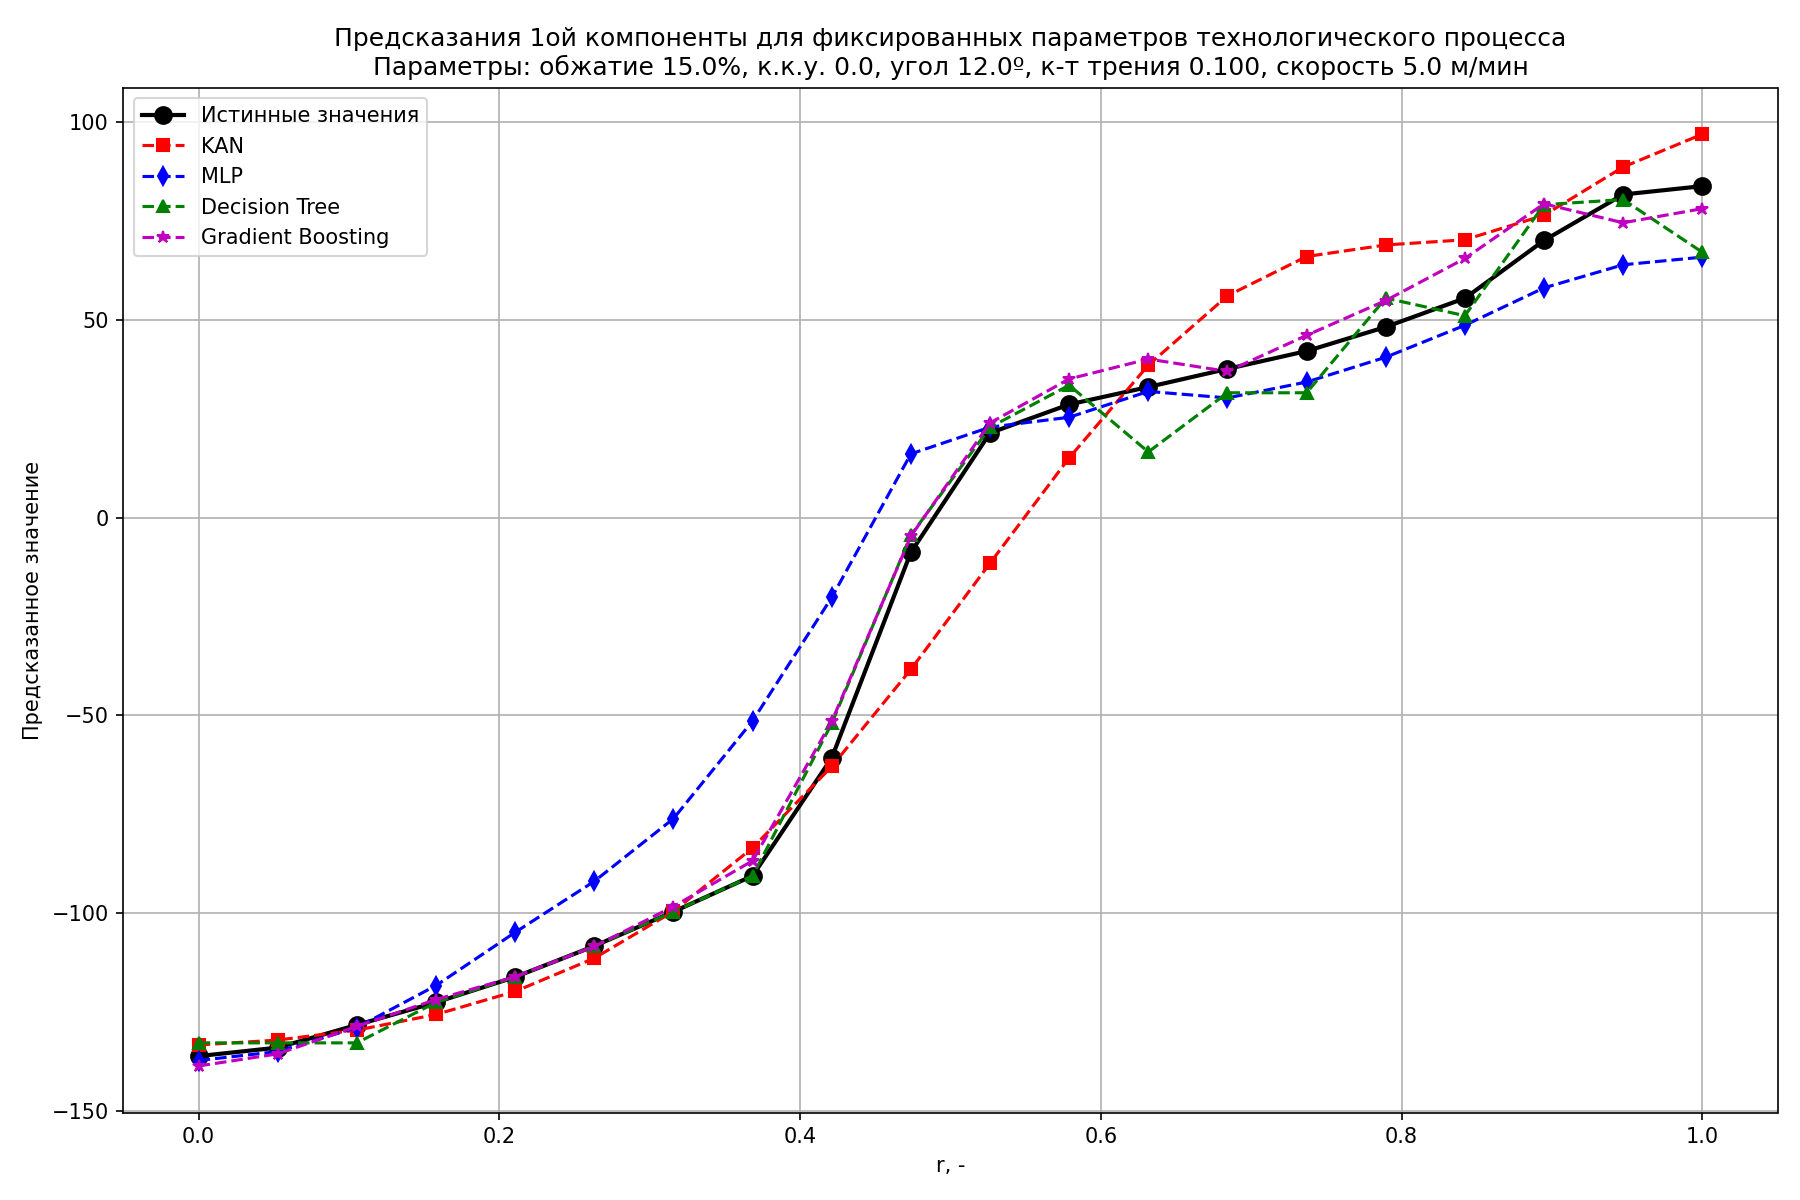 Предсказания 1ой компоненты для фиксированных параметров технологического процесса
Параметры: обжатие 15.0%, к.к.у. 0.0, угол 12.0º, к-т трения 0.100, скорость 5.0 м/мин
Истинные значения
KAN
MLP
Decision Tree
Gradient Boosting
Предсказанное значение
100
50
0
−50
−100
−150
0.0
0.2
0.4
0.6
0.8
1.0
r, -